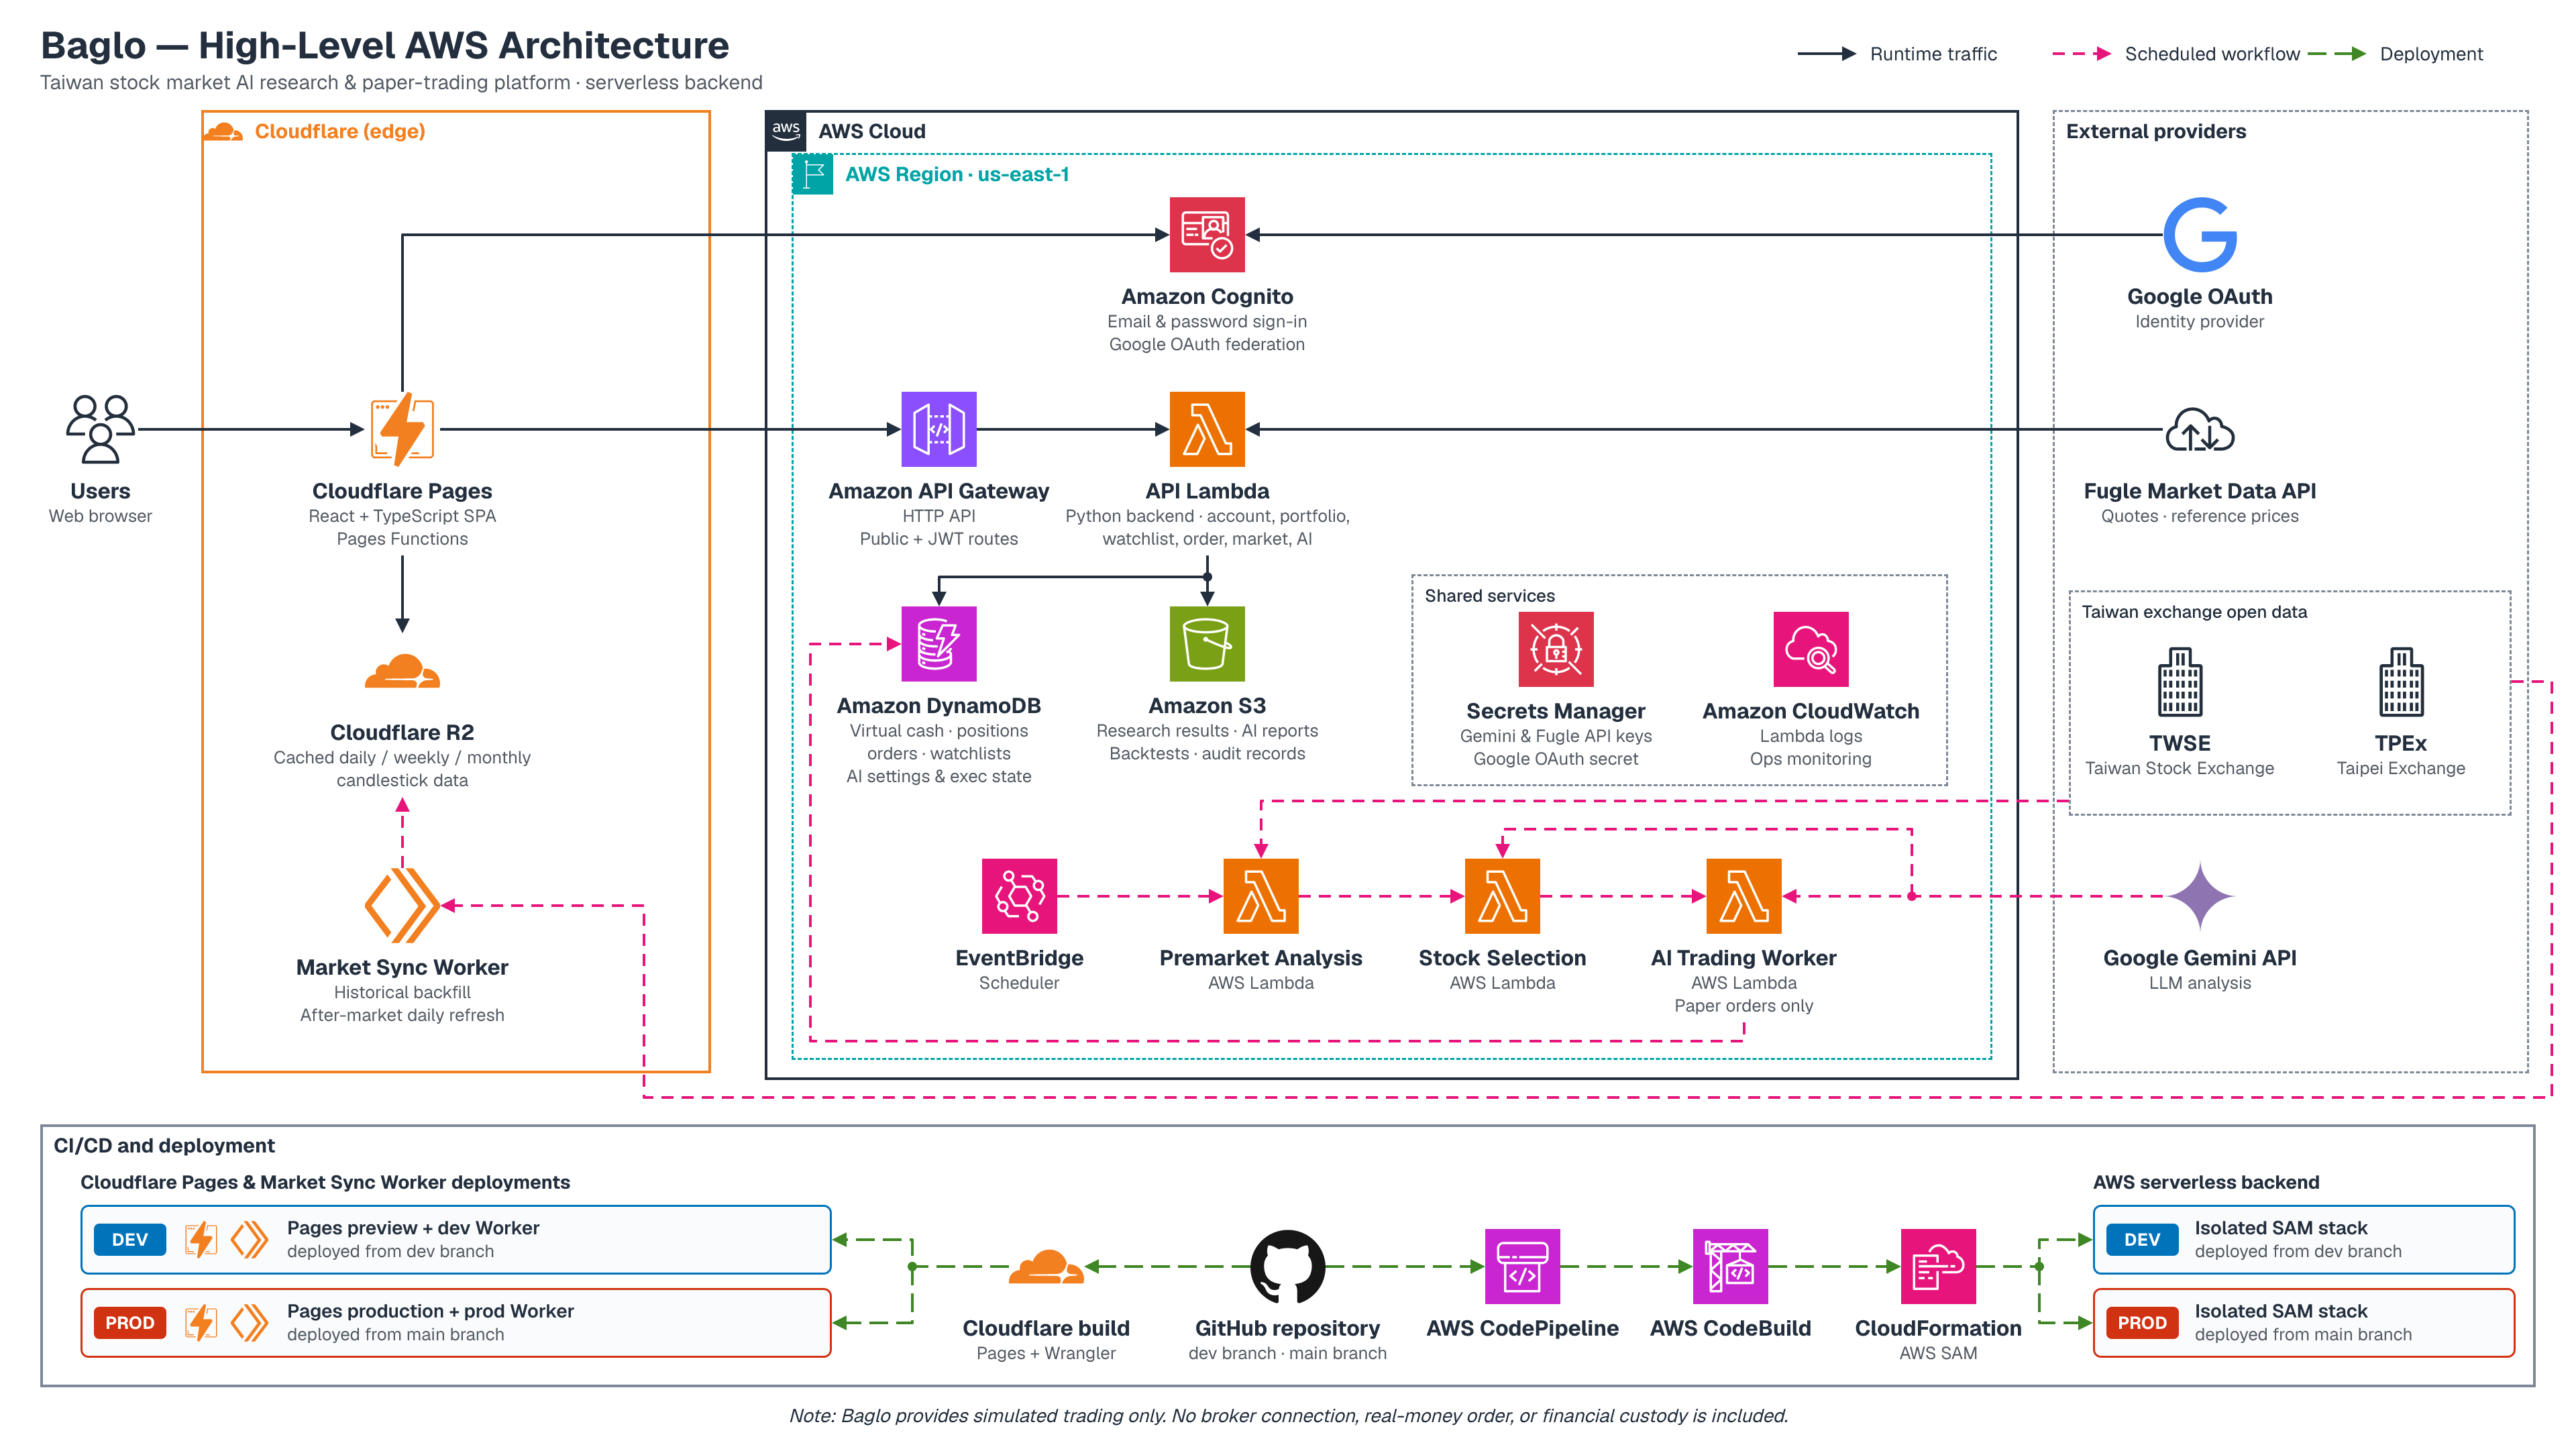 Baglo — High-Level AWS Architecture
Taiwan stock market AI research & paper-trading platform · serverless backend
Runtime traffic
Scheduled workflow
Deployment
Cloudflare (edge)
aws
AWS Cloud
AWS Region · us-east-1
External providers
Amazon Cognito
Email & password sign-in
Google OAuth federation
Google OAuth
Identity provider
Users
Web browser
Cloudflare Pages
React + TypeScript SPA
Pages Functions
Amazon API Gateway
HTTP API
Public + JWT routes
API Lambda
Python backend · account, portfolio,
watchlist, order, market, AI
Fugle Market Data API
Quotes · reference prices
Cloudflare R2
Cached daily / weekly / monthly
candlestick data
Amazon DynamoDB
Virtual cash · positions
orders · watchlists
AI settings & exec state
Amazon S3
Research results · AI reports
Backtests · audit records
Shared services
Secrets Manager
Gemini & Fugle API keys
Google OAuth secret
Amazon CloudWatch
Lambda logs
Ops monitoring
Taiwan exchange open data
TWSE
Taiwan Stock Exchange
TPEx
Taipei Exchange
Market Sync Worker
Historical backfill
After-market daily refresh
EventBridge
Scheduler
Premarket Analysis
AWS Lambda
Stock Selection
AWS Lambda
AI Trading Worker
AWS Lambda
Paper orders only
Google Gemini API
LLM analysis
CI/CD and deployment
Cloudflare Pages & Market Sync Worker deployments
DEV
Pages preview + dev Worker
deployed from dev branch
PROD
Pages production + prod Worker
deployed from main branch
Cloudflare build
Pages + Wrangler
GitHub repository
dev branch · main branch
AWS CodePipeline
AWS CodeBuild
CloudFormation
AWS SAM
AWS serverless backend
DEV
Isolated SAM stack
deployed from dev branch
PROD
Isolated SAM stack
deployed from main branch
Note: Baglo provides simulated trading only. No broker connection, real-money order, or financial custody is included.